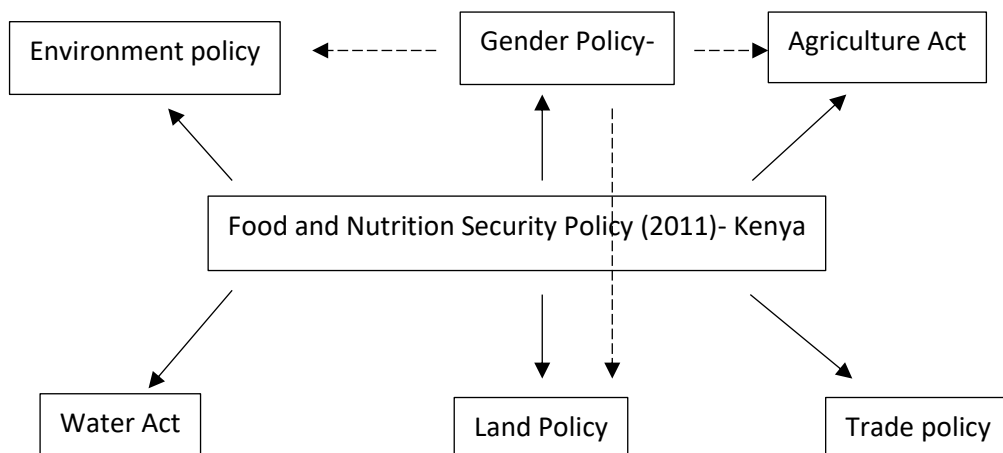 Environment policy
Gender Policy-
Agriculture Act
Food and Nutrition Security Policy (2011)- Kenya
Water Act
Land Policy
Trade policy